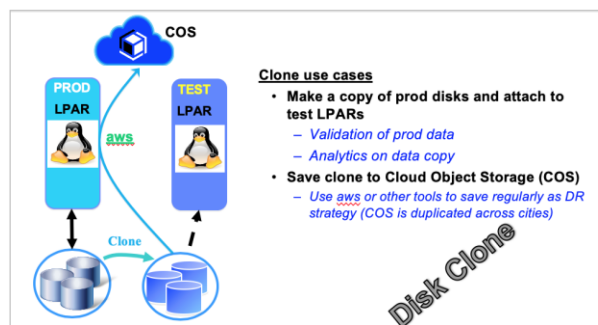 COS
PROD
LPAR
TEST
LPAR
aws
Clone
Clone use cases
• Make a copy of prod disks and attach to
test LPARs
– Validation of prod data
– Analytics on data copy
• Save clone to Cloud Object Storage (COS)
– Use aws or other tools to save regularly as DR
strategy (COS is duplicated across cities)
Disk Clone